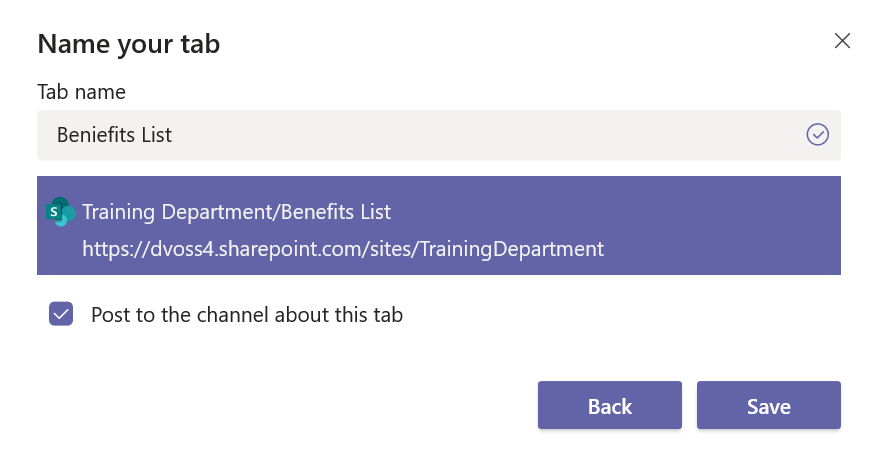 Name your tab
Tab name
Beniefits List
S
Training Department/Benefits List
https://dvoss4.sharepoint.com/sites/TrainingDepartment
Post to the channel about this tab
Back
Save